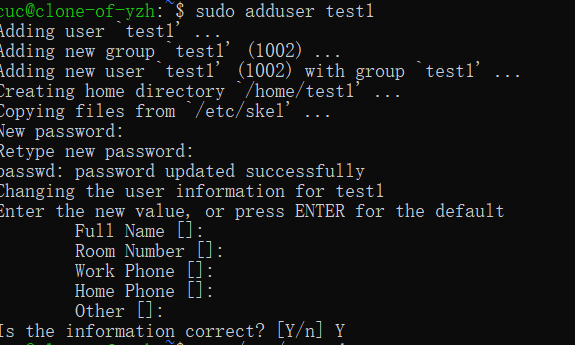 cuc@clone-of-yzh:~$ sudo adduser test1
Adding user `test1' ...
Adding new group `test1' (1002) ...
Adding new user `test1' (1002) with group `test1' ...
Creating home directory `/home/test1' ...
Copying files from `/etc/skel' ...
New password:
Retype new password:
passwd: password updated successfully
Changing the user information for test1
Enter the new value, or press ENTER for the default
Full Name []:
Room Number []:
Work Phone []:
Home Phone []:
Other []:
Is the information correct? [Y/n] Y